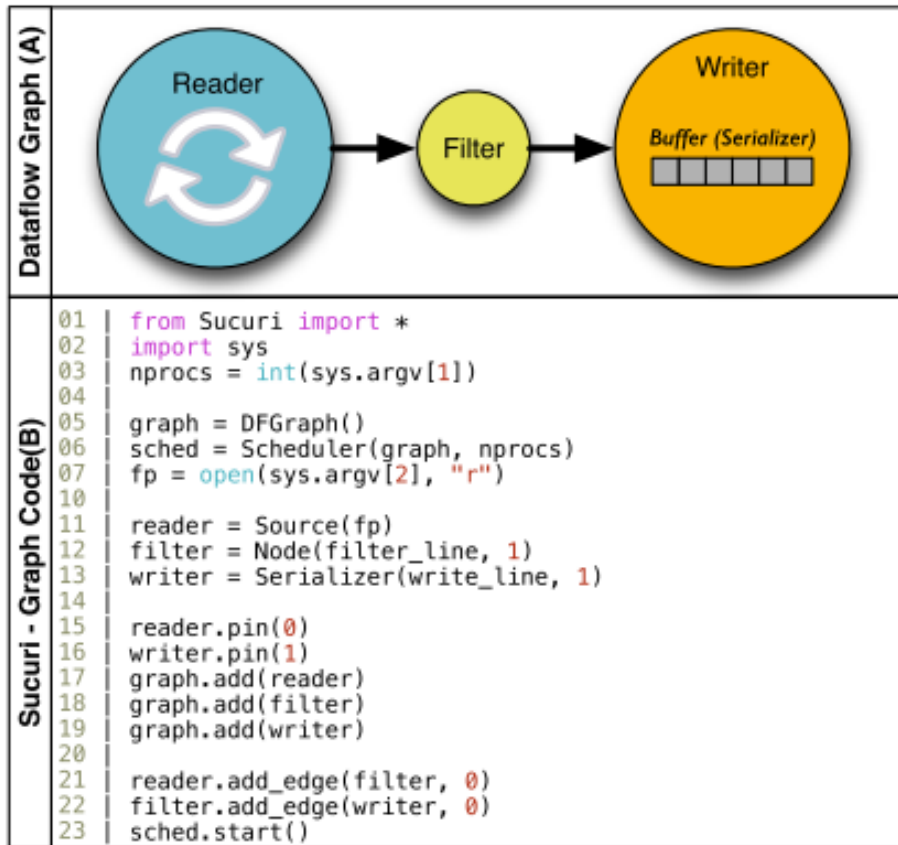 Dataflow Graph (A)
Reader
Filter
Writer
Buffer (Serializer)
Sucuri - Graph Code(B)
01 | from Sucuri import *
02 | import sys
03 | nprocs = int(sys.argv[1])
04 |
05 | graph = DFGraph()
06 | sched = Scheduler(graph, nprocs)
07 | fp = open(sys.argv[2], "r")
10 |
11 | reader = Source(fp)
12 | filter = Node(filter_line, 1)
13 | writer = Serializer(write_line, 1)
14 |
15 | reader.pin(0)
16 | writer.pin(1)
17 | graph.add(reader)
18 | graph.add(filter)
19 | graph.add(writer)
20 |
21 | reader.add_edge(filter, 0)
22 | filter.add_edge(writer, 0)
23 | sched.start()